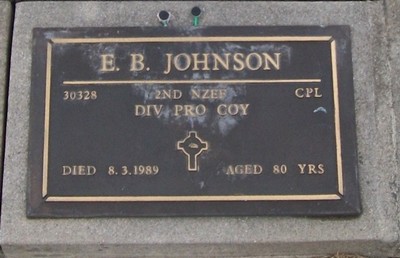 E. B. JOHNSON
30328 2ND NZEF CPL
DIV PRO COY
DIED 8.3.1989 AGED 80 YRS